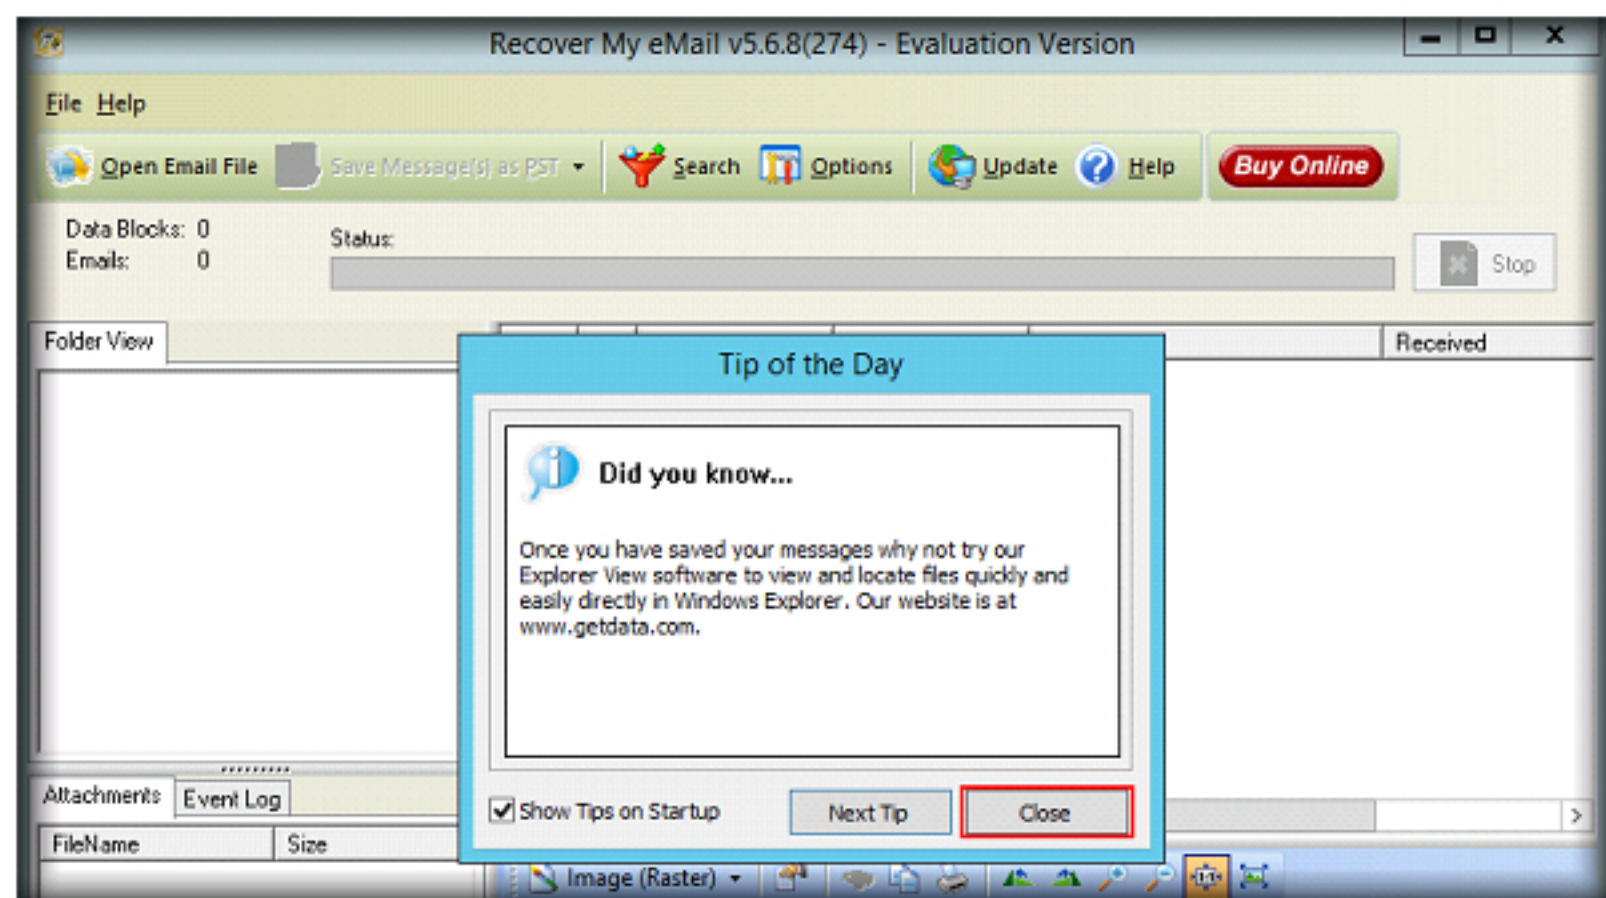 Recover My eMail v5.6.8(274) - Evaluation Version
File Help
Open Email File Save Message(s) as PST Search Options Update Help Buy Online
Data Blocks: 0
Emails: 0
Status:
Stop
Folder View
Received
Tip of the Day
Did you know...
Once you have saved your messages why not try our
Explorer View software to view and locate files quickly and
easily directly in Windows Explorer. Our website is at
www.getdata.com.
Show Tips on Startup Next Tip Close
Attachments Event Log
FileName Size
Image (Raster)